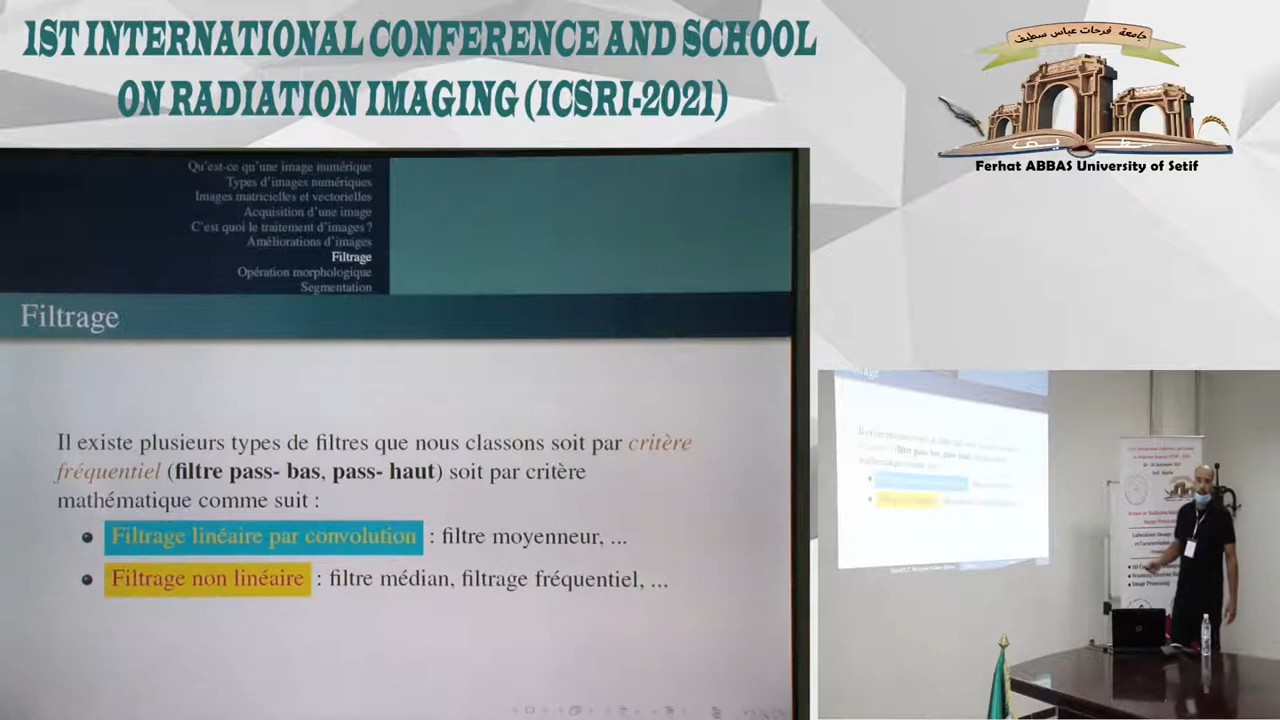 1ST INTERNATIONAL CONFERENCE AND SCHOOL
ON RADIATION IMAGING (ICSRI-2021)
جامعة فرحات عباس سطيف
Ferhat ABBAS University of Setif
Qu'est-ce qu'une image numérique
Types d'images numériques
Images matricielles et vectorielles
Acquisition d'une image
C'est quoi le traitement d'images ?
Améliorations d'images
Filtrage
Opération morphologique
Segmentation
Filtrage
Il existe plusieurs types de filtres que nous classons soit par critère
fréquentiel (filtre pass- bas, pass- haut) soit par critère
mathématique comme suit :
Filtrage linéaire par convolution : filtre moyenneur, ...
Filtrage non linéaire : filtre médian, filtrage fréquentiel, ...
Image Processing